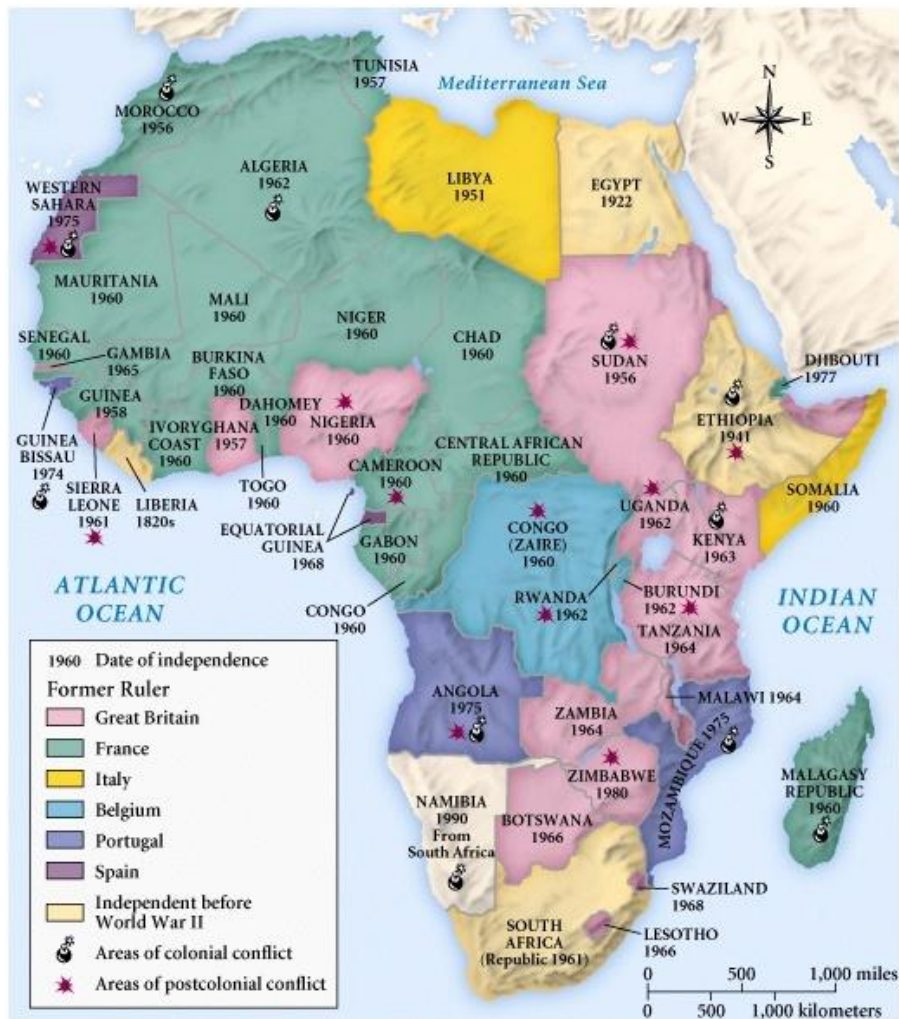 TUNISIA
1957
Mediterranean Sea
N
W
E
S
MOROCCO
1956
ALGERIA
1962
LIBYA
1951
EGYPT
1922
WESTERN
SAHARA
1975
MAURITANIA
1960
MALI
1960
NIGER
1960
CHAD
1960
SUDAN
1956
SENEGAL
1960
GAMBIA
1965
BURKINA
FASO
1960
DJIBOUTI
1977
GUINEA
1958
DAHOMEY
1960
NIGERIA
1960
ETHIOPIA
1941
GUINEA
BISSAU
1974
IVORY
COAST
1960
GHANA
1957
CENTRAL AFRICAN
REPUBLIC
1960
CAMEROON
1960
SIERRA
LEONE
1961
LIBERIA
1820s
TOGO
1960
SOMALIA
1960
UGANDA
1962
KENYA
1963
EQUATORIAL
GUINEA
1968
GABON
1960
CONGO
(ZAIRE)
1960
ATLANTIC
OCEAN
CONGO
1960
RWANDA
1962
BURUNDI
1962
TANZANIA
1964
INDIAN
OCEAN
ANGOLA
1975
ZAMBIA
1964
MALAWI 1964
MOZAMBIQUE 1975
ZIMBABWE
1980
MALAGASY
REPUBLIC
1960
NAMIBIA
1990
From
South Africa
BOTSWANA
1966
SWAZILAND
1968
SOUTH
AFRICA
(Republic 1961)
LESOTHO
1966
1960 Date of independence
Former Ruler
Great Britain
France
Italy
Belgium
Portugal
Spain
Independent before
World War II
Areas of colonial conflict
Areas of postcolonial conflict
0 500 1,000 miles
0 500 1,000 kilometers